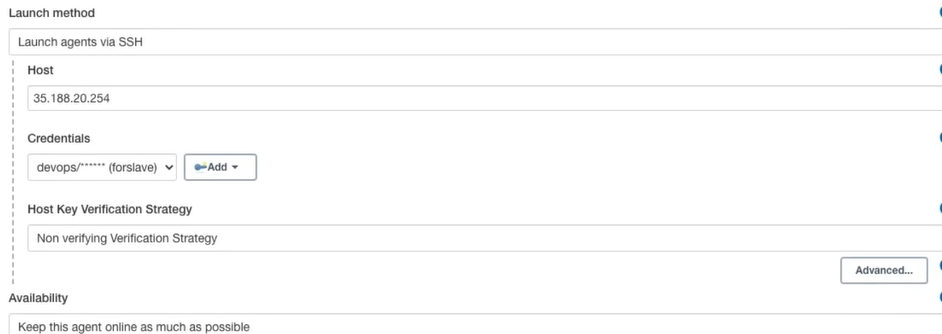 Launch method
Launch agents via SSH
Host
35.188.20.254
Credentials
devops/****** (forslave)
Add
Host Key Verification Strategy
Non verifying Verification Strategy
Advanced...
Availability
Keep this agent online as much as possible